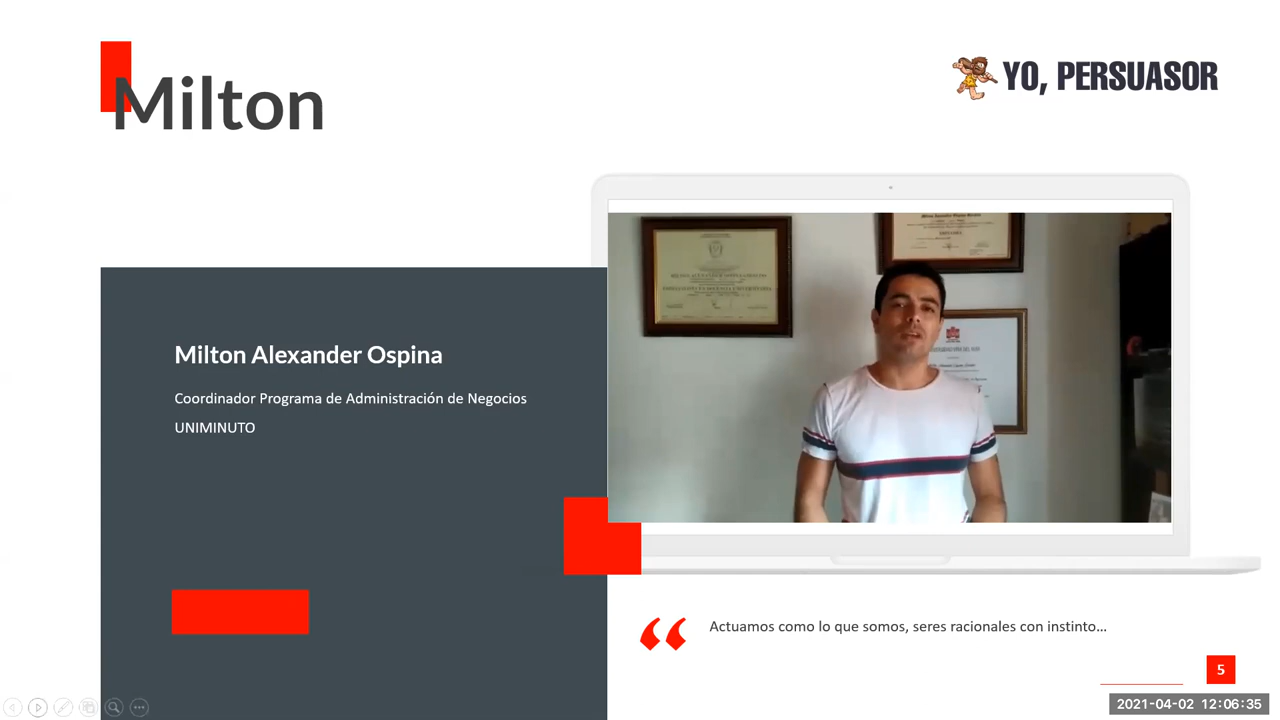 Milton
YO, PERSUASOR
DIPLOMA
Milton Alexander Ospina
Coordinador Programa de Administración de Negocios
UNIMINUTO
“ Actuamos como lo que somos, seres racionales con instinto...
5
2021-04-02 12:06:35